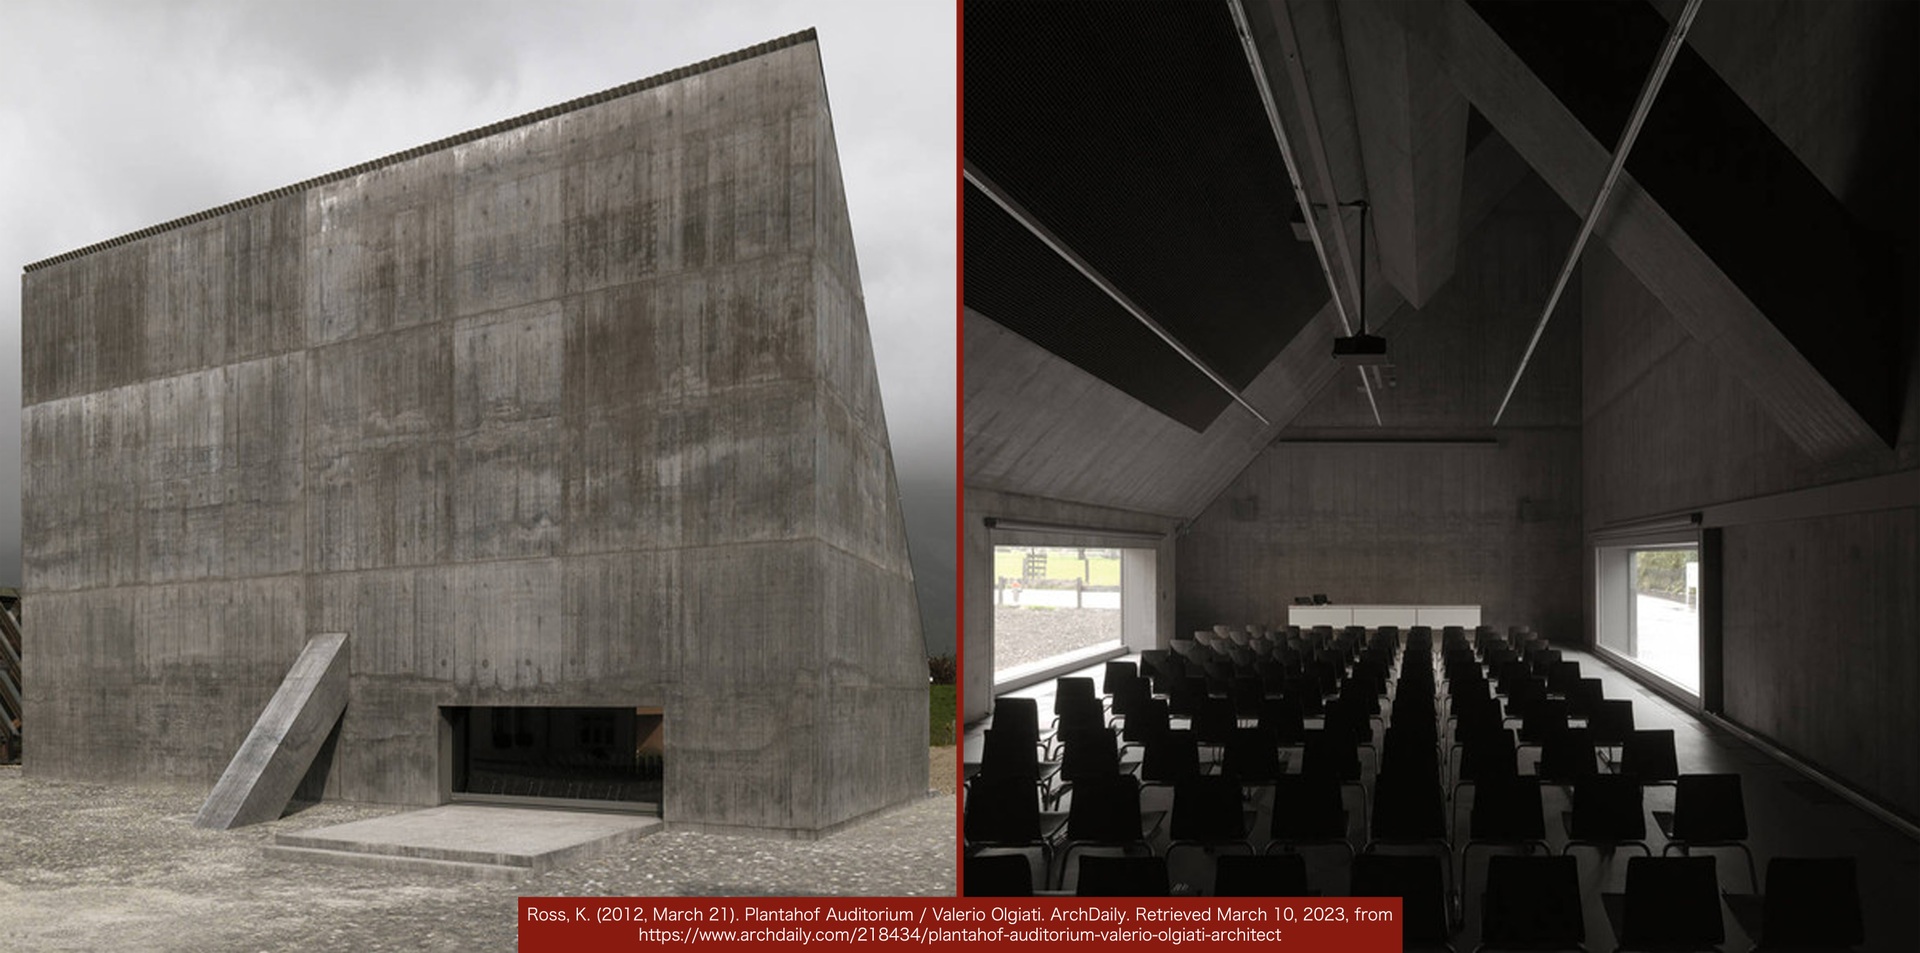 Ross, K. (2012, March 21). Plantahof Auditorium / Valerio Olgiati. ArchDaily. Retrieved March 10, 2023, from
https://www.archdaily.com/218434/plantahof-auditorium-valerio-olgiati-architect